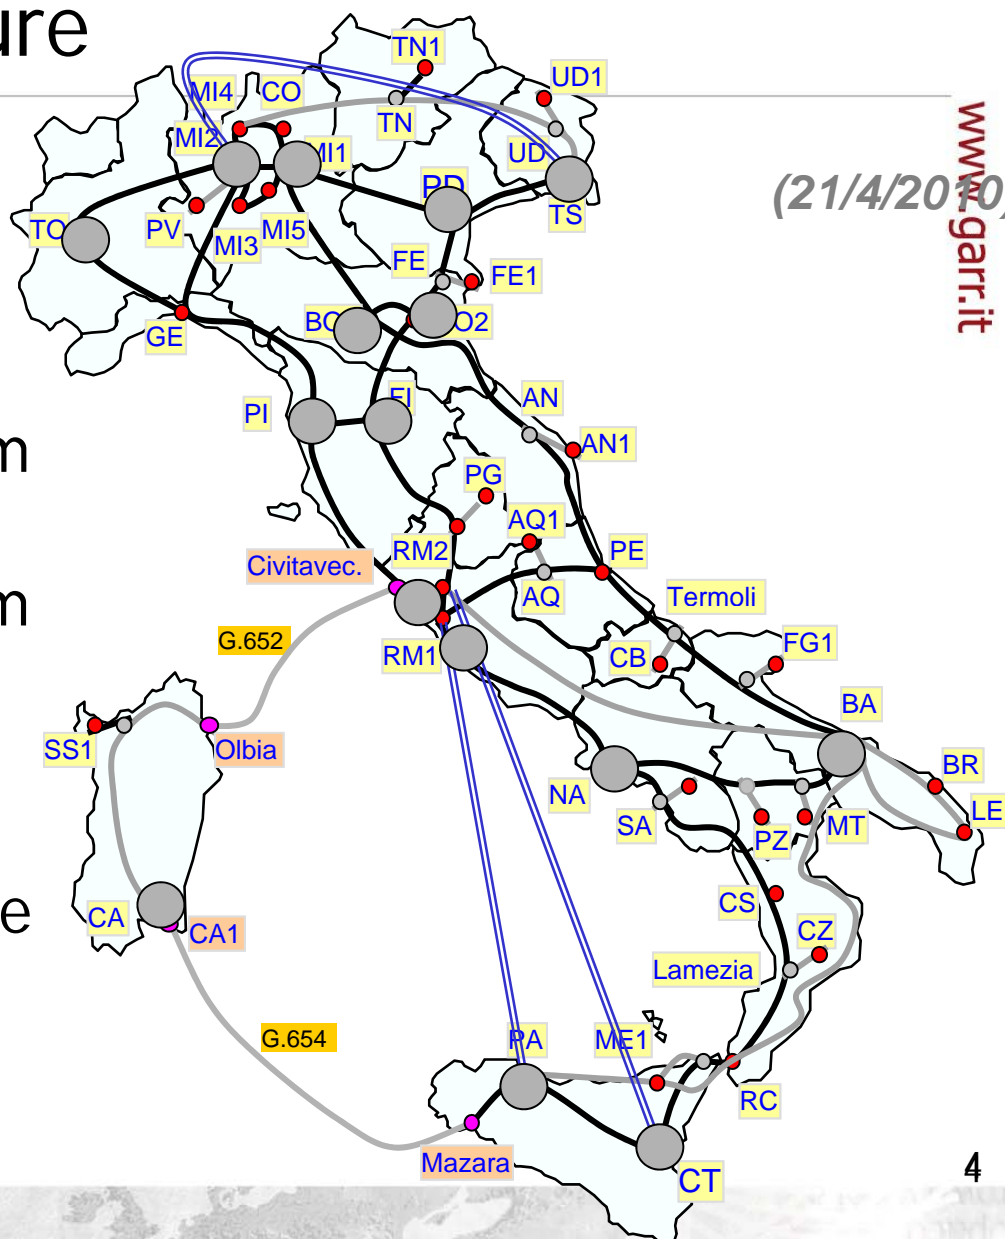 ure
TN1
UD1
MI4
CO
TN
MI2
MI1
UD
www.garr.it
(21/4/2010)
PD
TS
TO
PV
MI3
MI5
FE
FE1
GE
O2
PI
FI
AN
AN1
m
PG
AQ1
RM2
PE
Civitavec.
AQ
Termoli
m
G.652
CB
FG1
RM1
BA
SS1
Olbia
BR
NA
LE
SA
PZ
MT
CS
CA
e
CA1
CZ
Lamezia
G.654
PA
ME1
RC
Mazara
CT
4